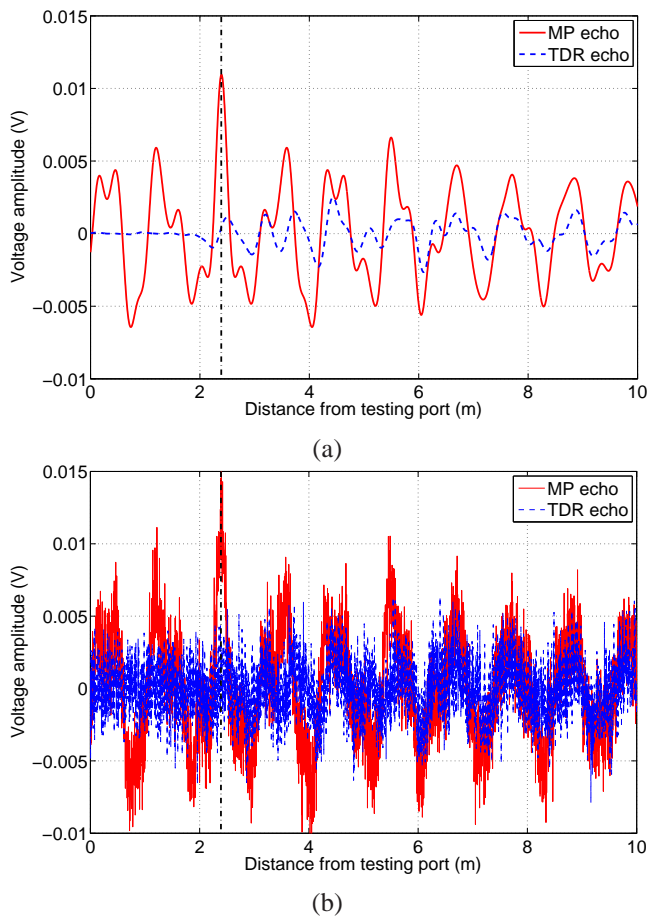 0.015
0.01
0.005
0
−0.005
−0.01
Voltage amplitude (V)
MP echo
TDR echo
0 2 4 6 8 10
Distance from testing port (m)
(a)
0.015
0.01
0.005
0
−0.005
−0.01
Voltage amplitude (V)
MP echo
TDR echo
0 2 4 6 8 10
Distance from testing port (m)
(b)